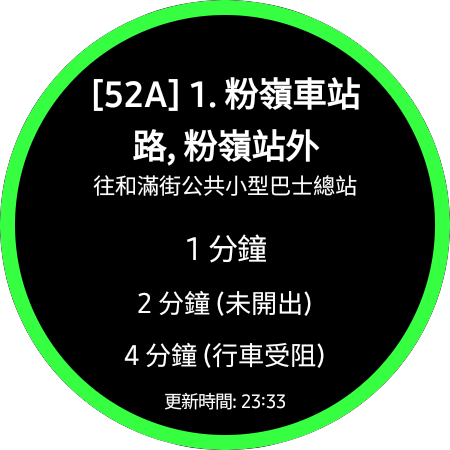 [52A] 1. 粉嶺車站
路, 粉嶺站外
往和滿街公共小型巴士總站
1 分鐘
2 分鐘 (未開出)
4 分鐘 (行車受阻)
更新時間: 23:33